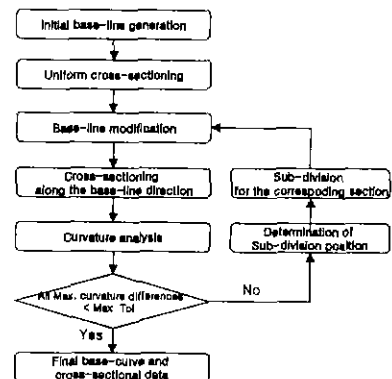 Initial base-line generation
Uniform cross-sectioning
Base-line modification
Cross-sectioning
along the base-line direction
Curvature analysis
All Max. curvature differences
< Max Tol
Yes
No
Final base-curve and
cross-sectional data
Sub-division
for the correspoding section
Determination of
Sub-division position